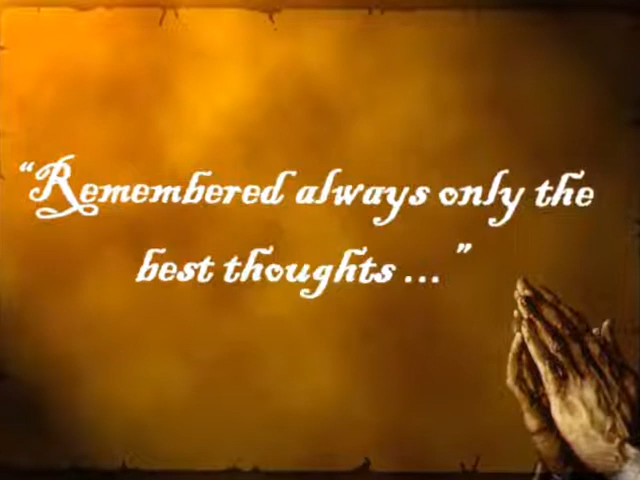 “Remembered always only the
best thoughts ... ”